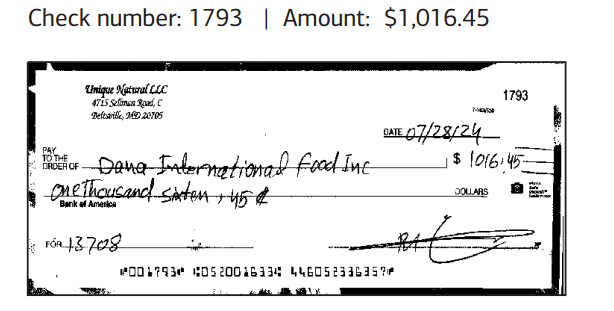 Check number: 1793 | Amount: $1,016.45
Unique Natural LLC
4715 Sellman Road, C
Beltsville, MD 20705
1793
DATE 07/28/24
PAY TO THE ORDER OF Dana International Food Inc $ 1016.45
one Thousand sixten, 45 ¢ DOLLARS
Bank of America
FOR 13708
⑈001793⑈ ⑆052001633⑆ 446052336357⑈